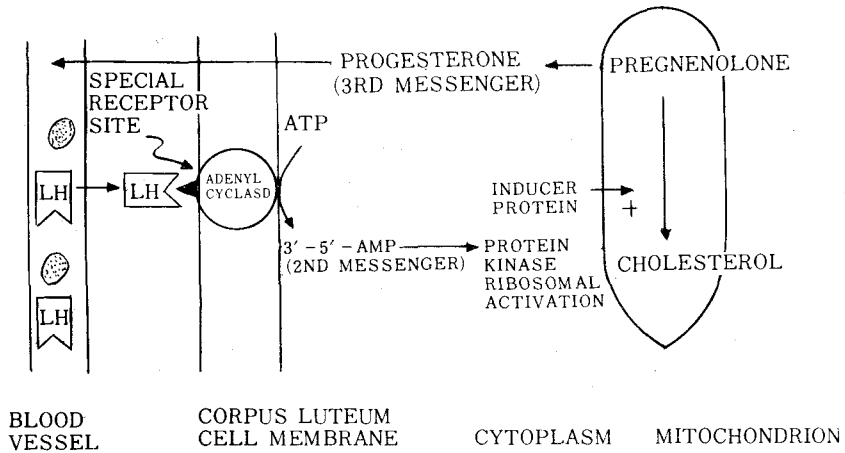 PROGESTERONE
(3RD MESSENGER)
PREGNENOLONE
SPECIAL
RECEPTOR
SITE
ATP
LH
LH
ADENYL
CYCLASD
INDUCER
PROTEIN
+
3'-5'-AMP
(2ND MESSENGER)
PROTEIN
KINASE
RIBOSOMAL
ACTIVATION
CHOLESTEROL
LH
BLOOD
VESSEL
CORPUS LUTEUM
CELL MEMBRANE
CYTOPLASM
MITOCHONDRION